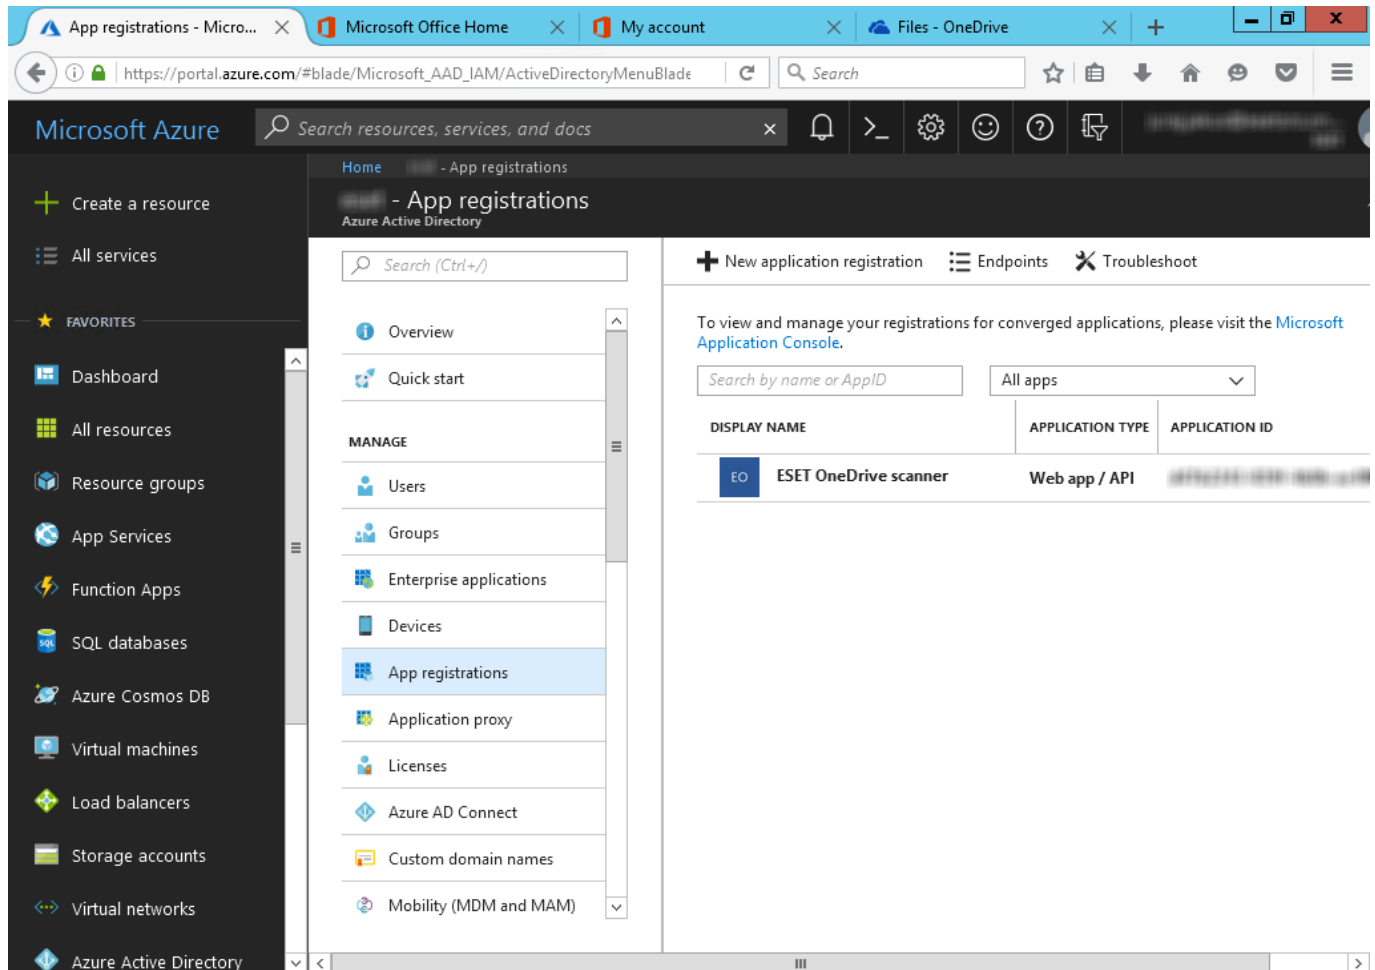 App registrations - Micro...
Microsoft Office Home
My account
Files - OneDrive
https://portal.azure.com/#blade/Microsoft_AAD_IAM/ActiveDirectoryMenuBlade
Search
Microsoft Azure
Search resources, services, and docs
Home
- App registrations
- App registrations
Azure Active Directory
Create a resource
All services
FAVORITES
Dashboard
All resources
Resource groups
App Services
Function Apps
SQL databases
Azure Cosmos DB
Virtual machines
Load balancers
Storage accounts
Virtual networks
Azure Active Directory
Search (Ctrl+/)
Overview
Quick start
MANAGE
Users
Groups
Enterprise applications
Devices
App registrations
Application proxy
Licenses
Azure AD Connect
Custom domain names
Mobility (MDM and MAM)
New application registration
Endpoints
Troubleshoot
To view and manage your registrations for converged applications, please visit the Microsoft
Application Console.
Search by name or AppID
All apps
DISPLAY NAME
APPLICATION TYPE
APPLICATION ID
EO
ESET OneDrive scanner
Web app / API